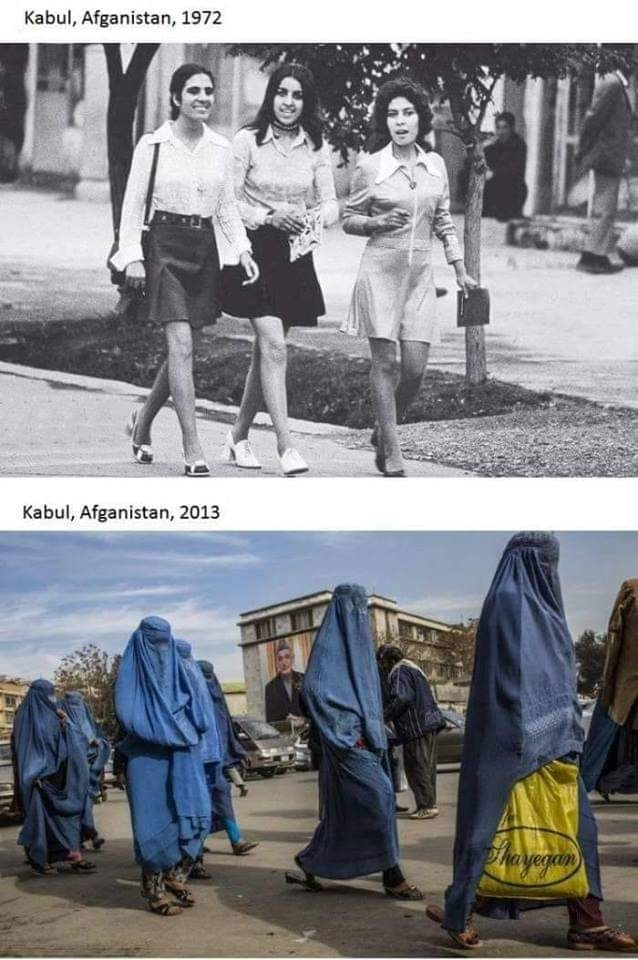 Kabul, Afganistan, 1972
Kabul, Afganistan, 2013
Shayegan